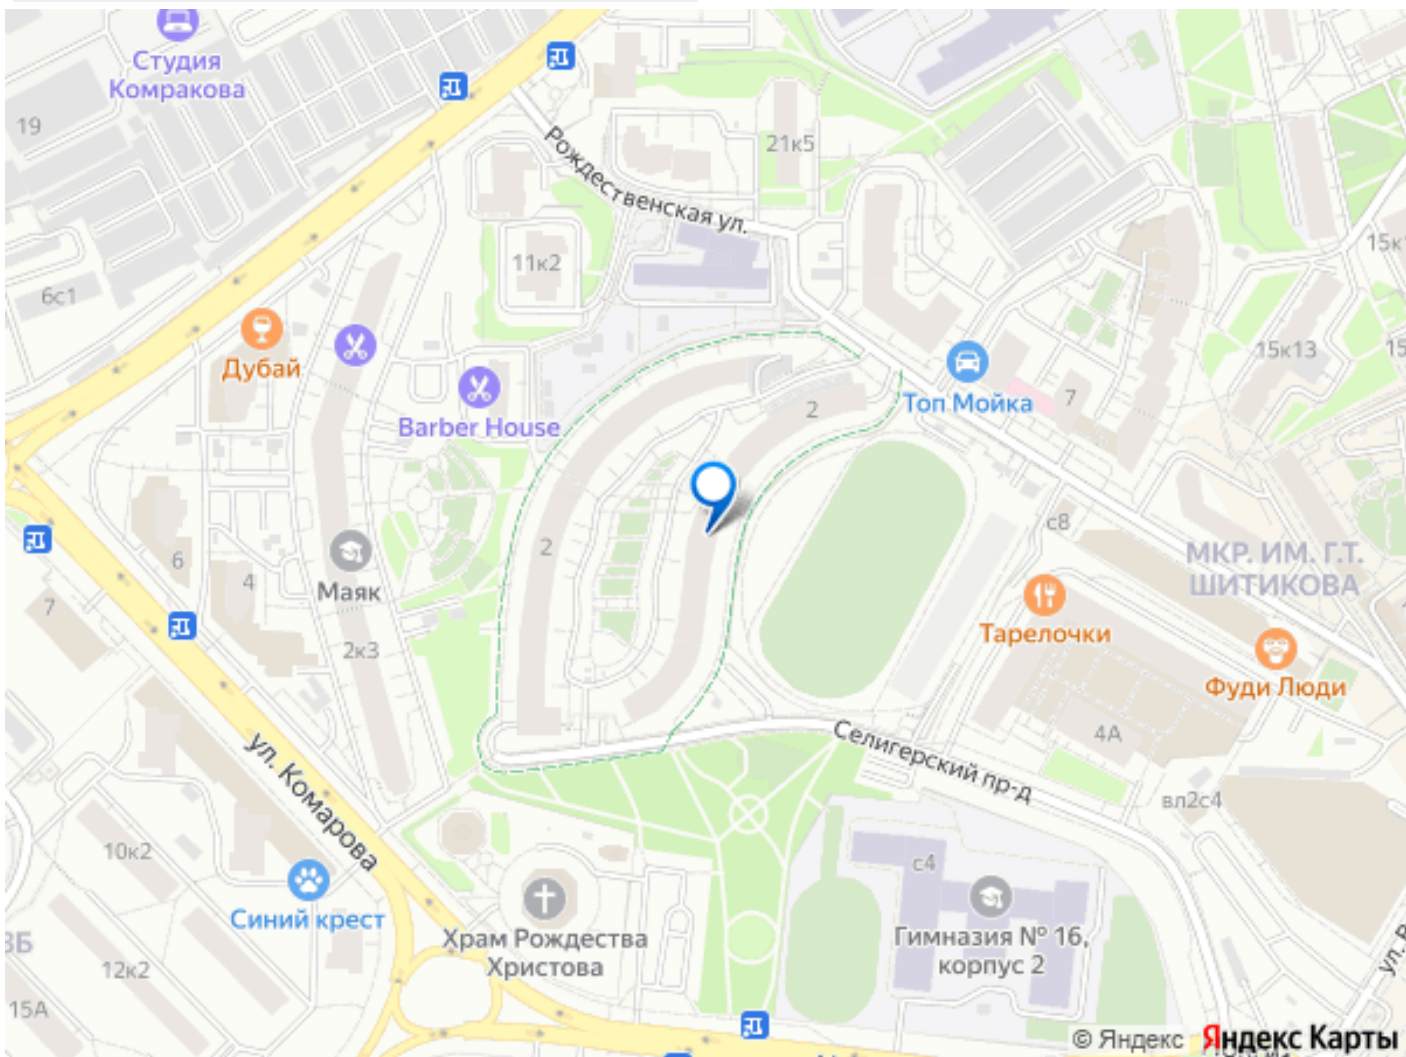 Студия
Комракова
19
Рождественская ул.
21к5
11к2
6с1
Дубай
15к13
15
Топ Мойка
7
2
Barber House
2
с8
МКР. ИМ. Г.Т.
ШИТИКОВА
6
4
Маяк
7
Тарелочки
2к3
Фуди Люди
4А
Селигерский пр-д
ул. Комарова
вл2с4
10к2
с4
Синий крест
Храм Рождества
Христова
Гимназия № 16,
корпус 2
12к2
15А
© Яндекс Яндекс Карты